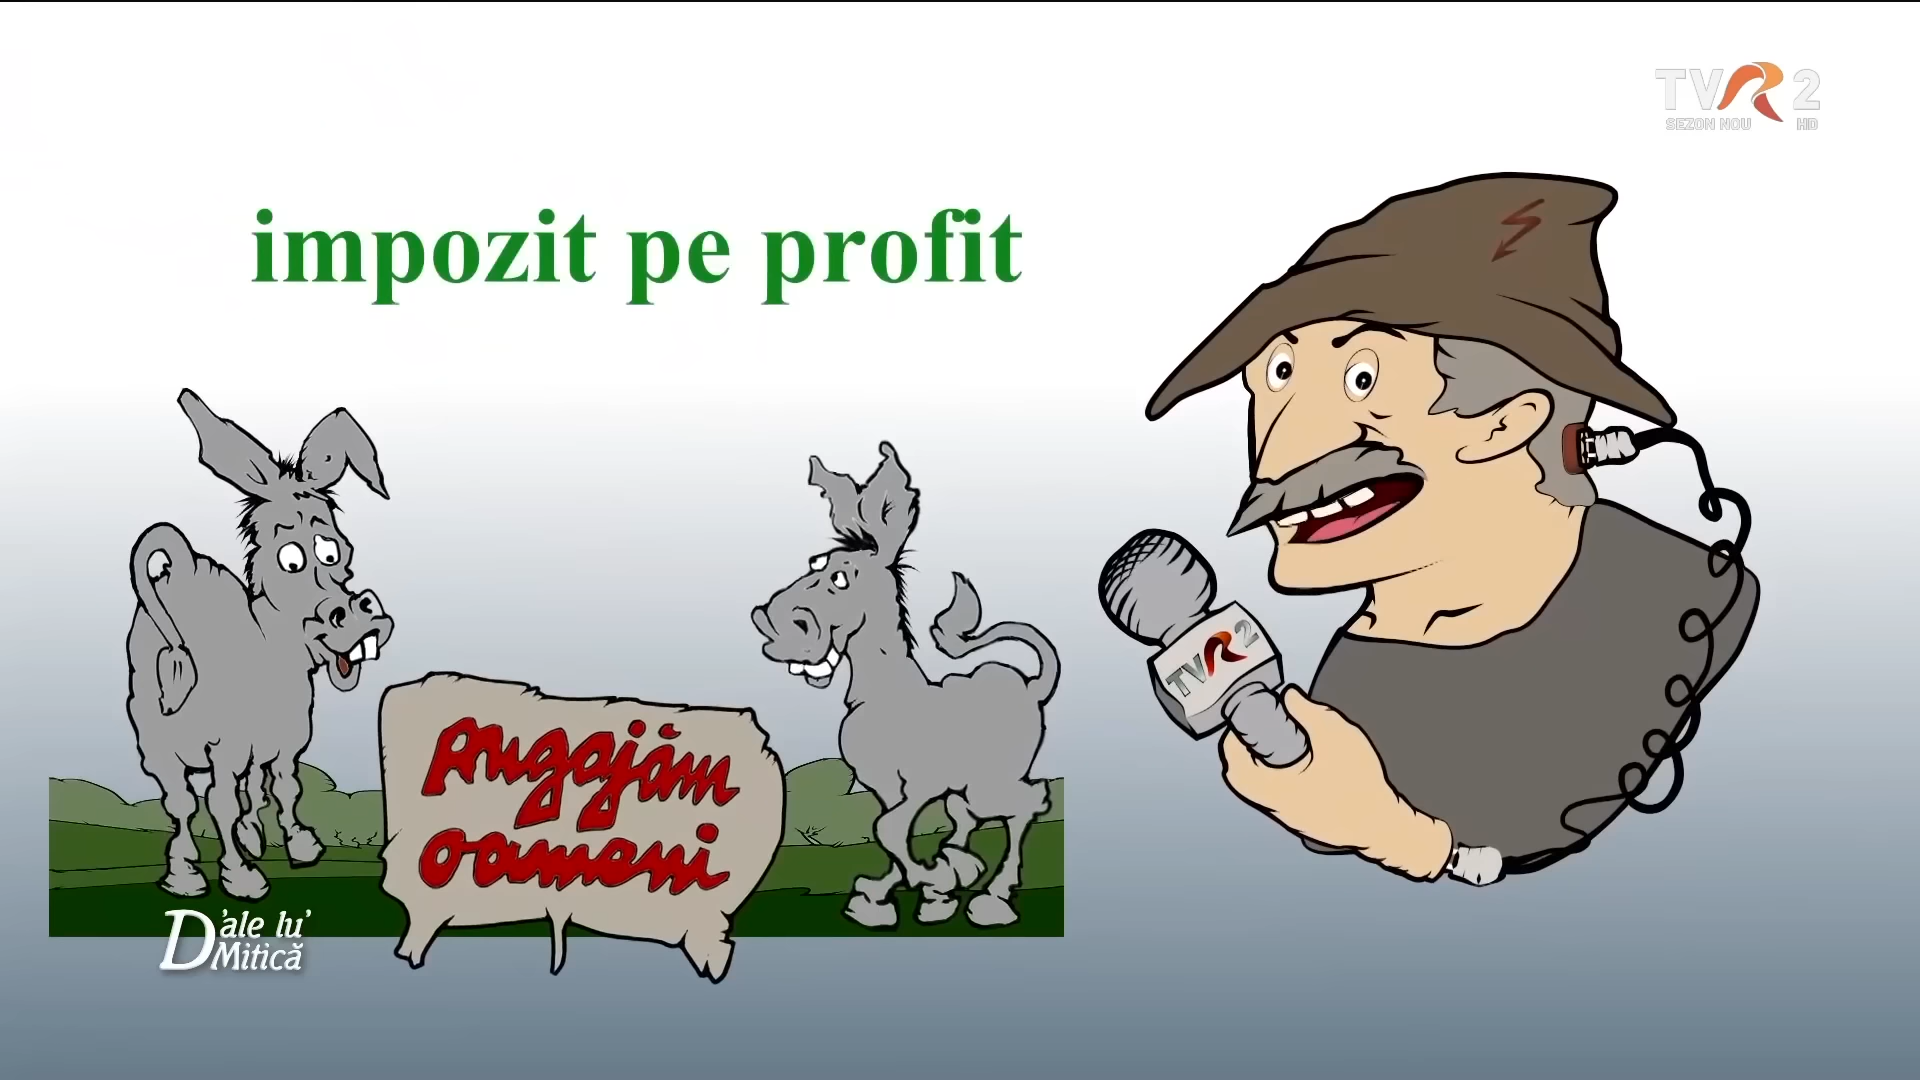 TVR 2
SEZON NOU HD
impozit pe profit
TVR 2
angajăm
oameni
D'ale lu'
Mitică